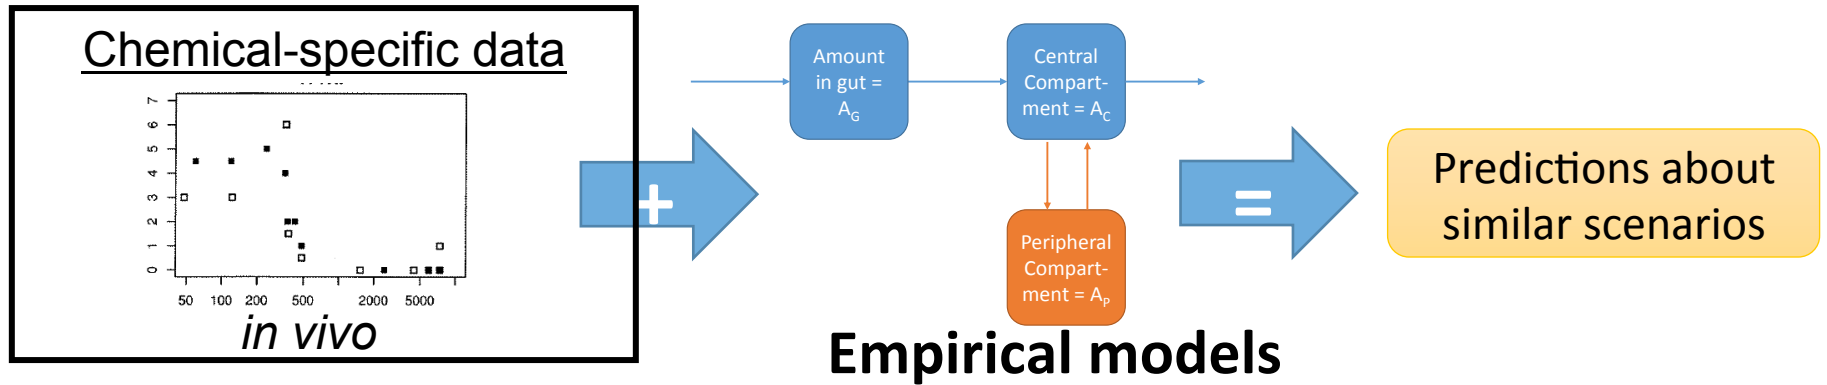 Chemical-specific data
7
6
5
4
3
2
1
0
50 100 200 500 2000 5000
in vivo
+
Amount
in gut =
A_G
Central
Compart-
ment = A_C
Peripheral
Compart-
ment = A_P
Empirical models
=
Predictions about
similar scenarios